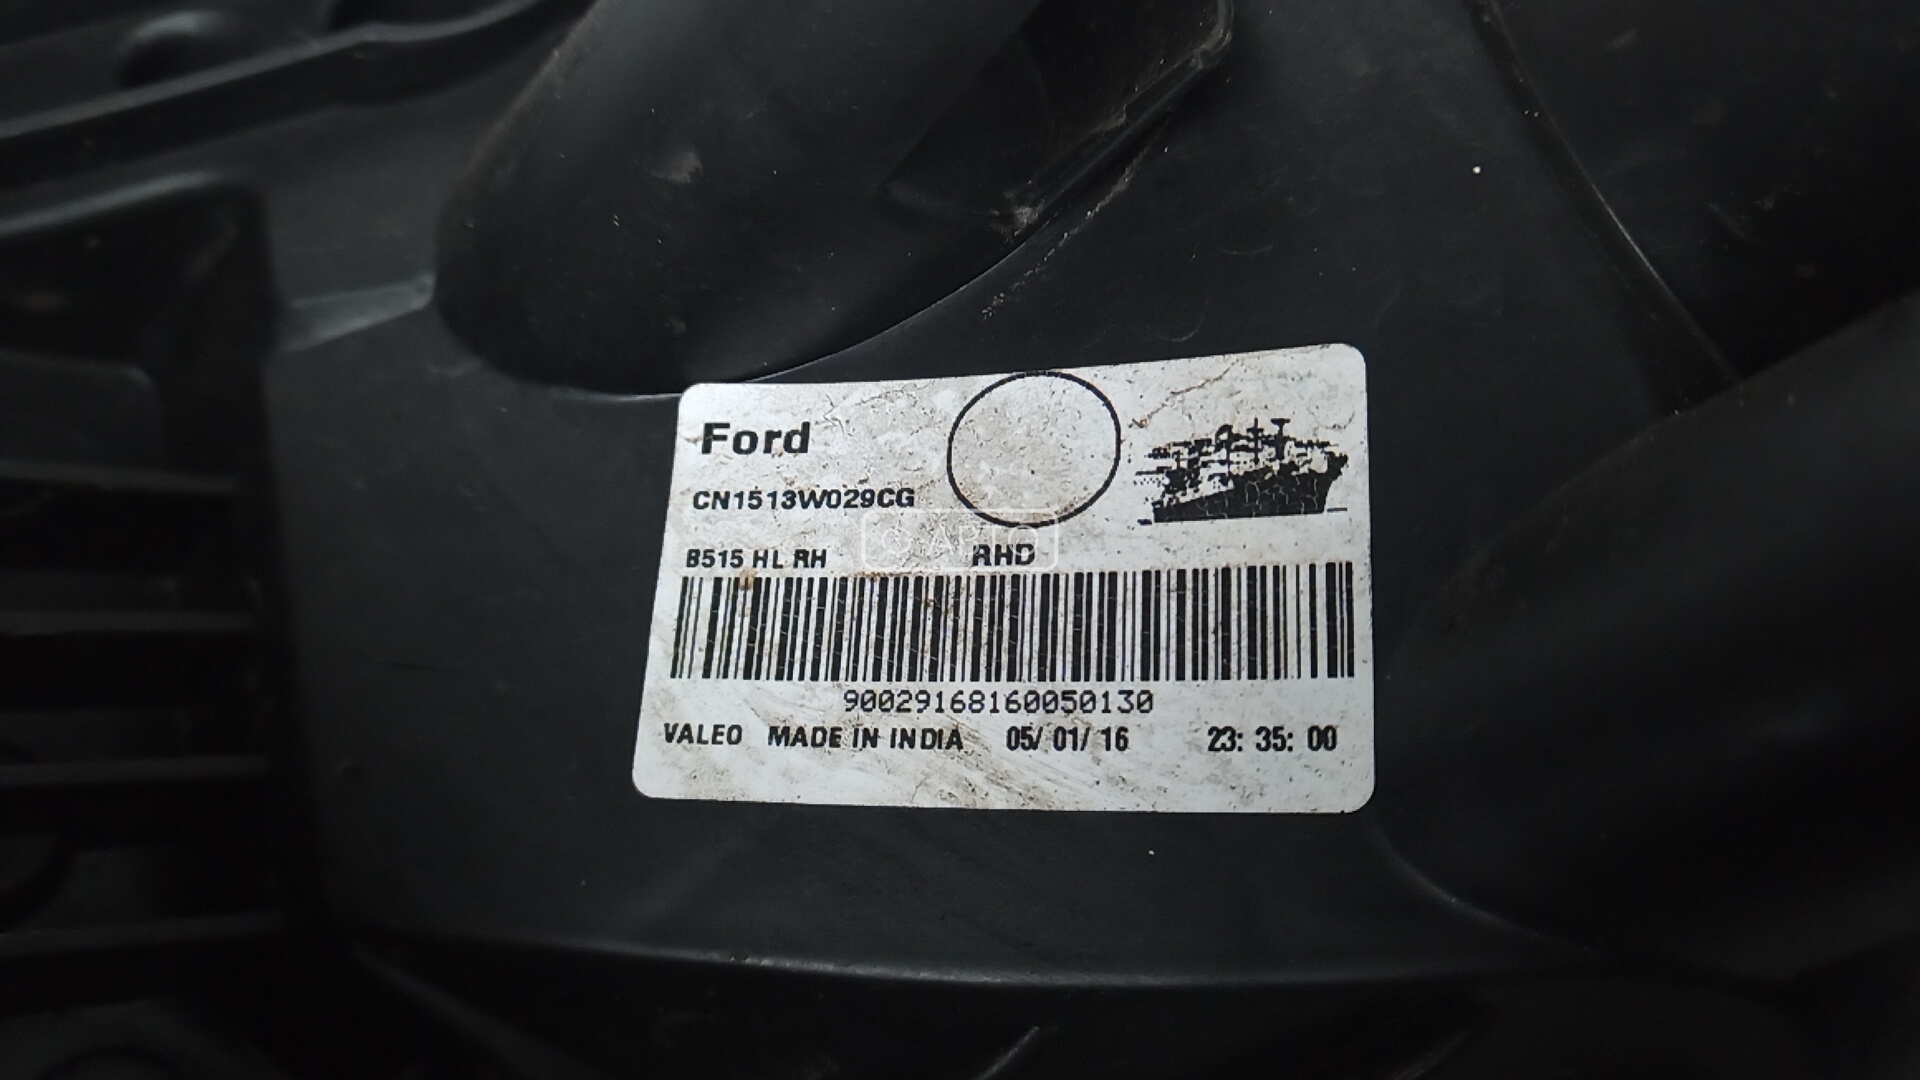 Ford
CN1513W029CG
B515 HL RH RHD
90029168160050130
VALEO MADE IN INDIA 05/01/16 23:35:00